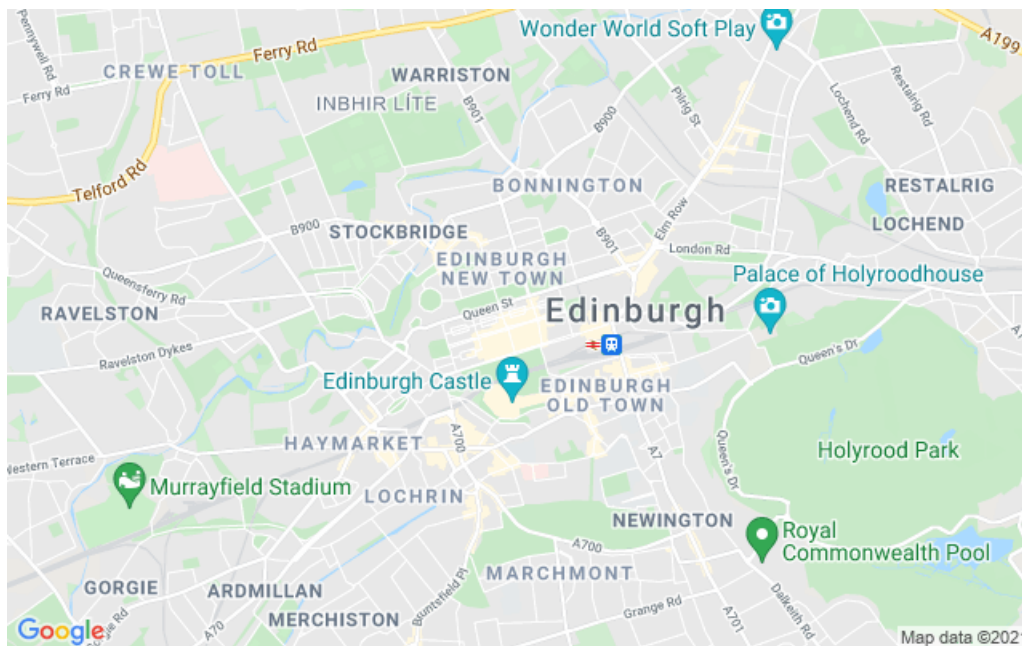 Wonder World Soft Play
A199
Pennywell Rd
Ferry Rd
CREWE TOLL
WARRISTON
Ferry Rd
INBHIR LÌTE
B901
B900
Pilrig St
Lochend Rd
Restalrig Rd
Telford Rd
BONNINGTON
RESTALRIG
B900
STOCKBRIDGE
Elm Row
B901
LOCHEND
London Rd
EDINBURGH
NEW TOWN
Palace of Holyroodhouse
Queensferry Rd
RAVELSTON
Queen St
Edinburgh
Ravelston Dykes
Queen's Dr
Edinburgh Castle
EDINBURGH
OLD TOWN
HAYMARKET
A700
A7
Queen's Dr
Holyrood Park
Western Terrace
Murrayfield Stadium
LOCHRIN
NEWINGTON
Royal
Commonwealth Pool
A700
MARCHMONT
GORGIE
ARDMILLAN
MERCHISTON
Bruntsfield Pl
Grange Rd
Dalkeith Rd
A70
A701
Google
Map data ©2021